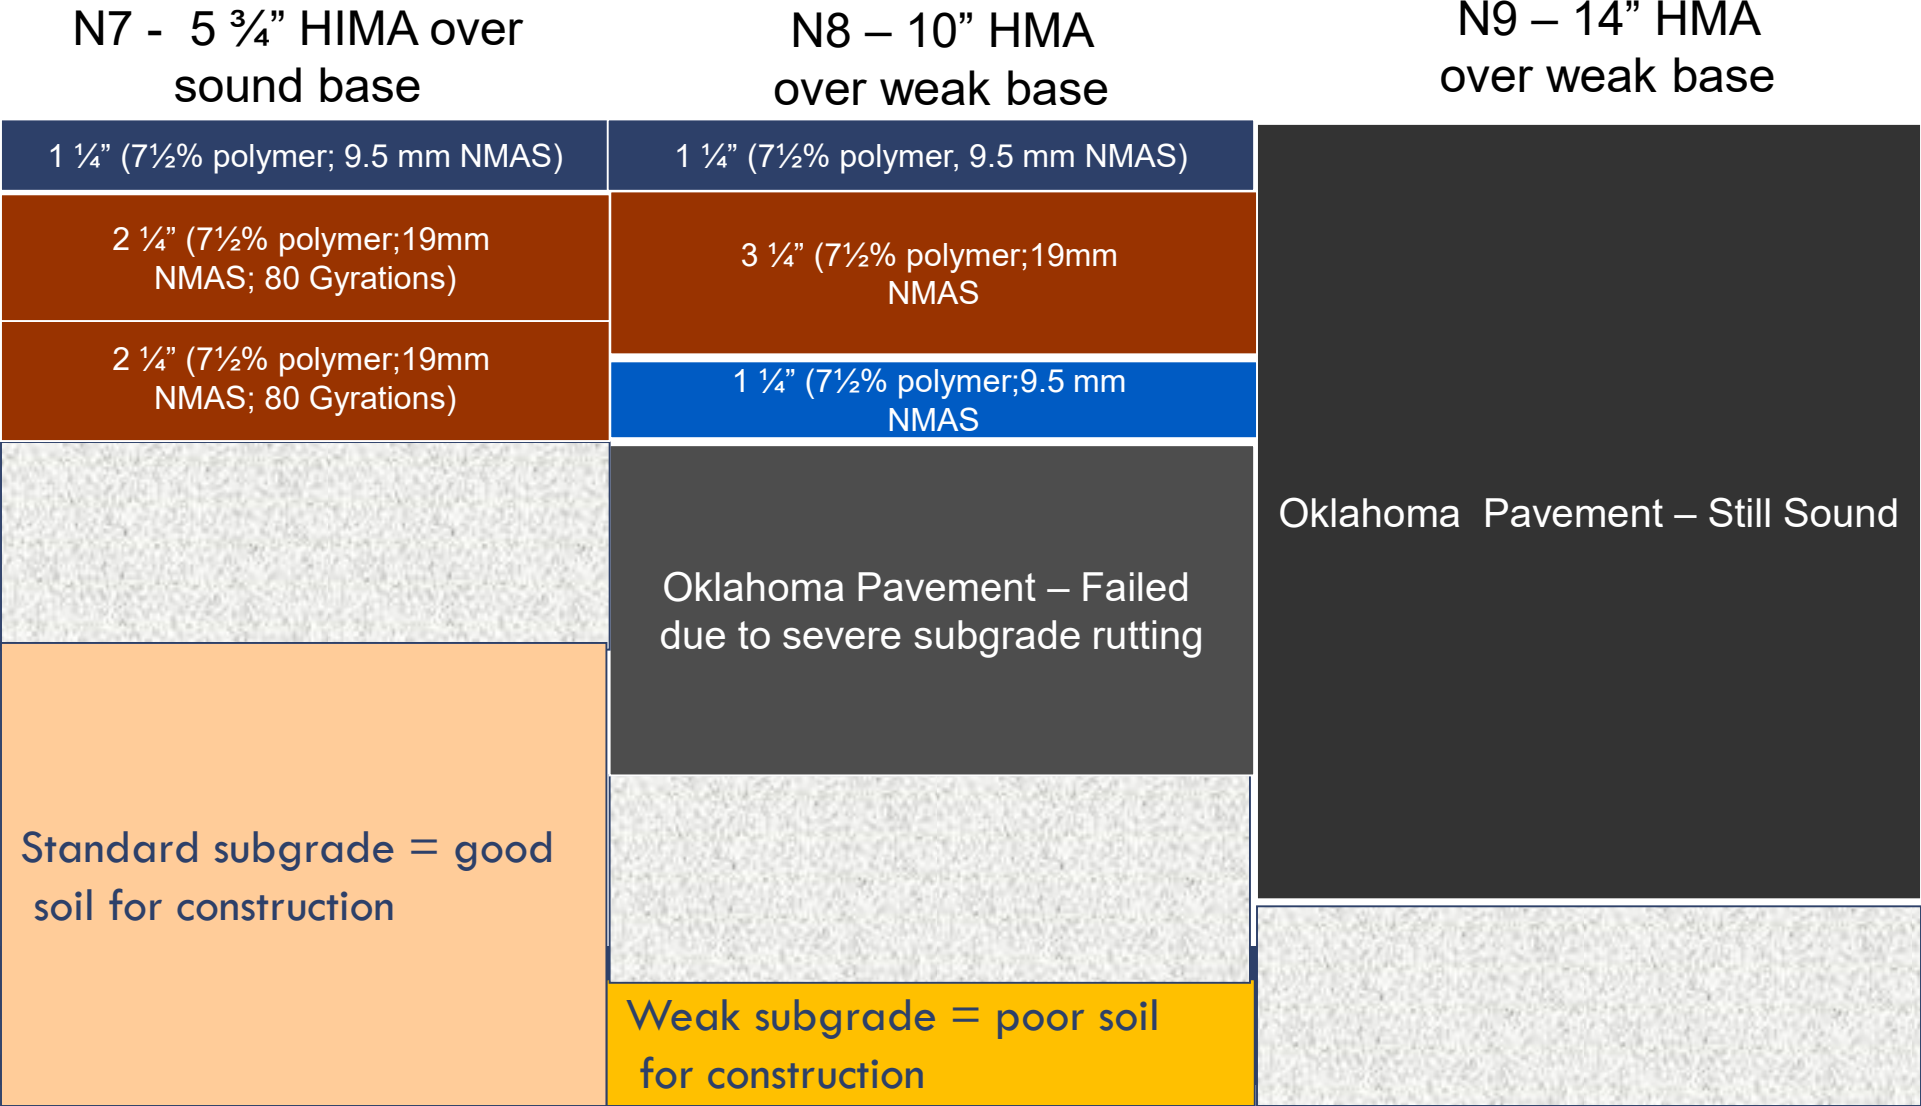 N7 -  5 ¾” HIMA over
sound base
N8 – 10” HMA
over weak base
N9 – 14” HMA
over weak base
1 ¼” (7½% polymer; 9.5 mm NMAS)
2 ¼” (7½% polymer;19mm
NMAS; 80 Gyrations)
2 ¼” (7½% polymer;19mm
NMAS; 80 Gyrations)
Standard subgrade = good
soil for construction
1 ¼” (7½% polymer, 9.5 mm NMAS)
3 ¼” (7½% polymer;19mm
NMAS
1 ¼” (7½% polymer;9.5 mm
NMAS
Oklahoma Pavement – Failed
due to severe subgrade rutting
Weak subgrade = poor soil
for construction
Oklahoma  Pavement – Still Sound